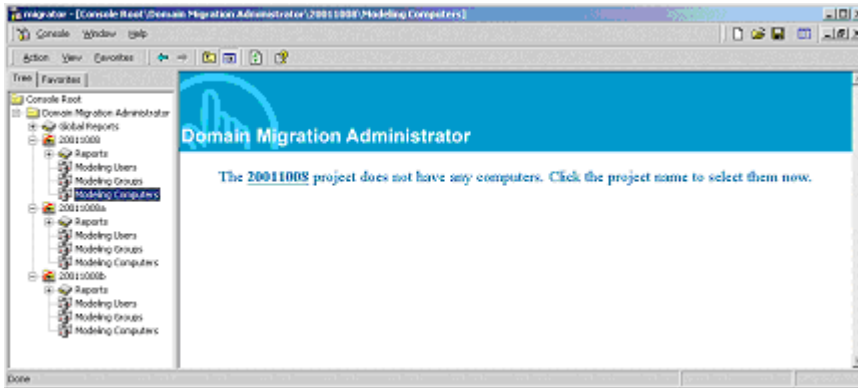 migrator - [Console Root\Domain Migration Administrator\20011008\Modeling Computers]
Console Window Help
Action View Favorites
Tree Favorites
Console Root
Domain Migration Administrator
Global Reports
20011008
Reports
Modeling Users
Modeling Groups
Modeling Computers
20011008a
Reports
Modeling Users
Modeling Groups
Modeling Computers
20011008b
Reports
Modeling Users
Modeling Groups
Modeling Computers
Domain Migration Administrator
The 20011008 project does not have any computers. Click the project name to select them now.
Done